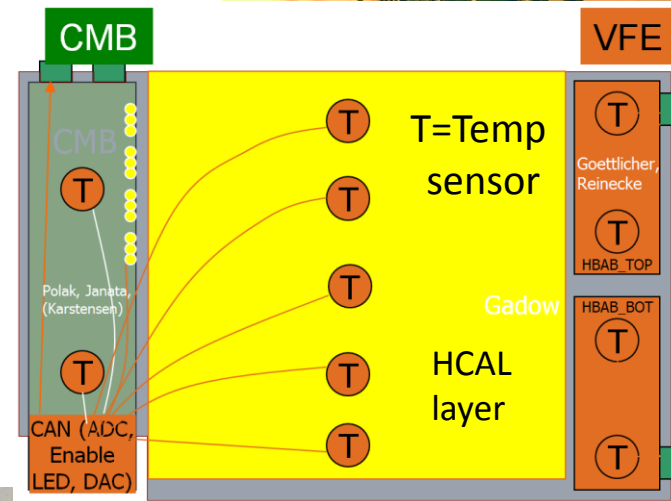 CMB
VFE
CMB
T
T
Polak, Janata,
(Karstensen)
CAN (ADC,
Enable
LED, DAC)
T
T
T
T
T
T=Temp
sensor
Gadow
HCAL
layer
T
Goettlicher,
Reinecke
T
HBAB_TOP
HBAB_BOT
T
T